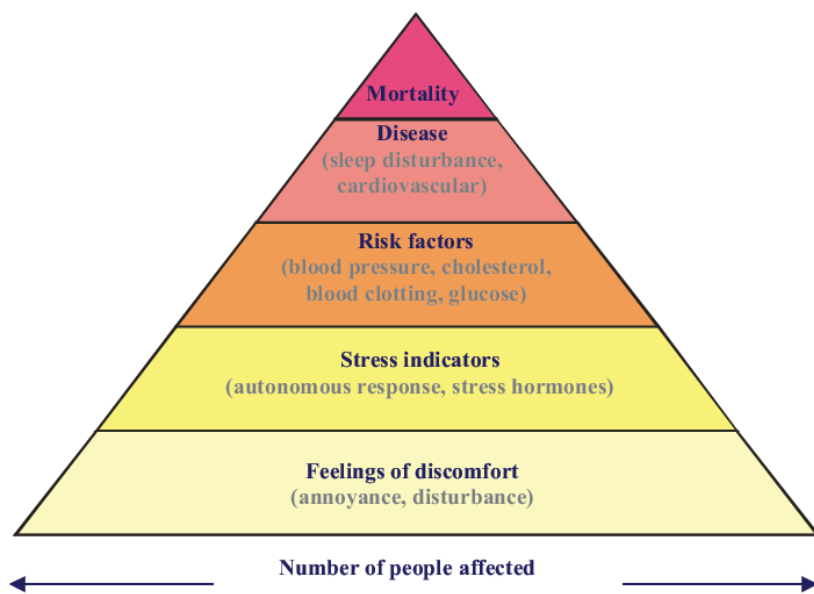 Mortality
Disease
(sleep disturbance,
cardiovascular)
Risk factors
(blood pressure, cholesterol,
blood clotting, glucose)
Stress indicators
(autonomous response, stress hormones)
Feelings of discomfort
(annoyance, disturbance)
Number of people affected